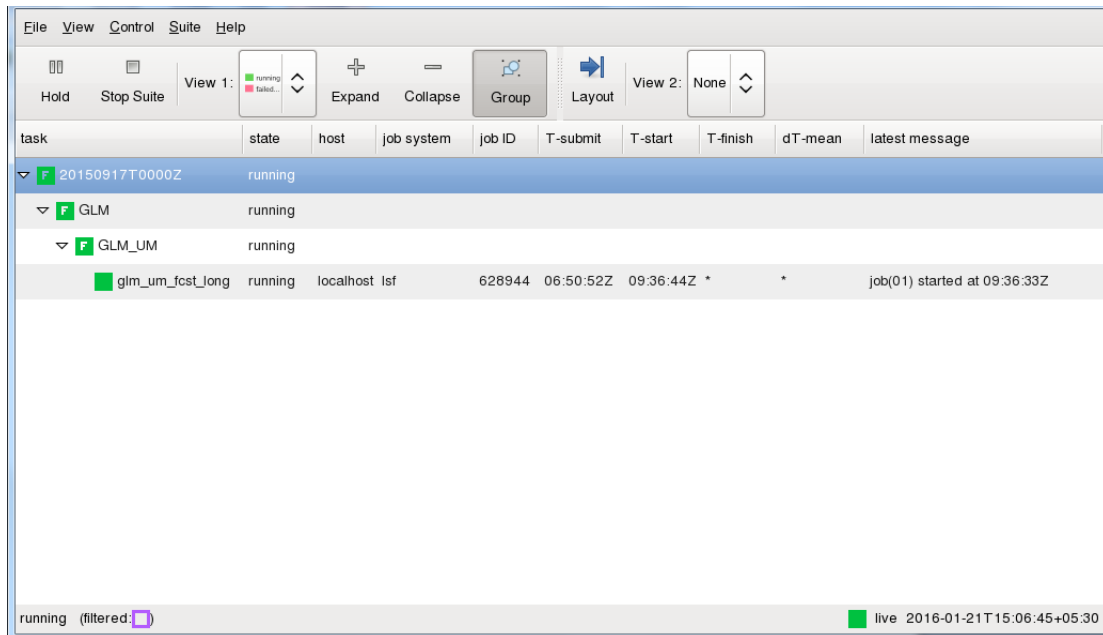 File View Control Suite Help
Hold Stop Suite View 1: running failed... Expand Collapse Group Layout View 2: None
task state host job system job ID T-submit T-start T-finish dT-mean latest message
F 20150917T0000Z running
F GLM running
F GLM_UM running
glm_um_fcst_long running localhost lsf 628944 06:50:52Z 09:36:44Z * * job(01) started at 09:36:33Z
running (filtered: ) live 2016-01-21T15:06:45+05:30